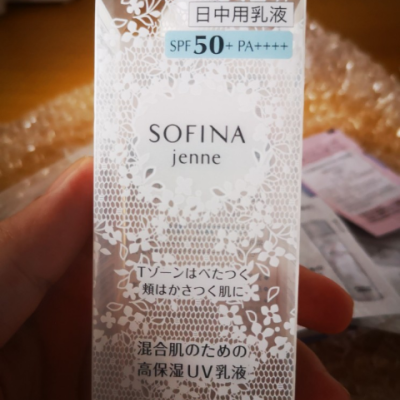 日中用乳液
SPF 50+ PA++++
SOFINA
jenne
Tゾーンはべたつく
頬はかさつく肌に
混合肌のための
高保湿UV乳液